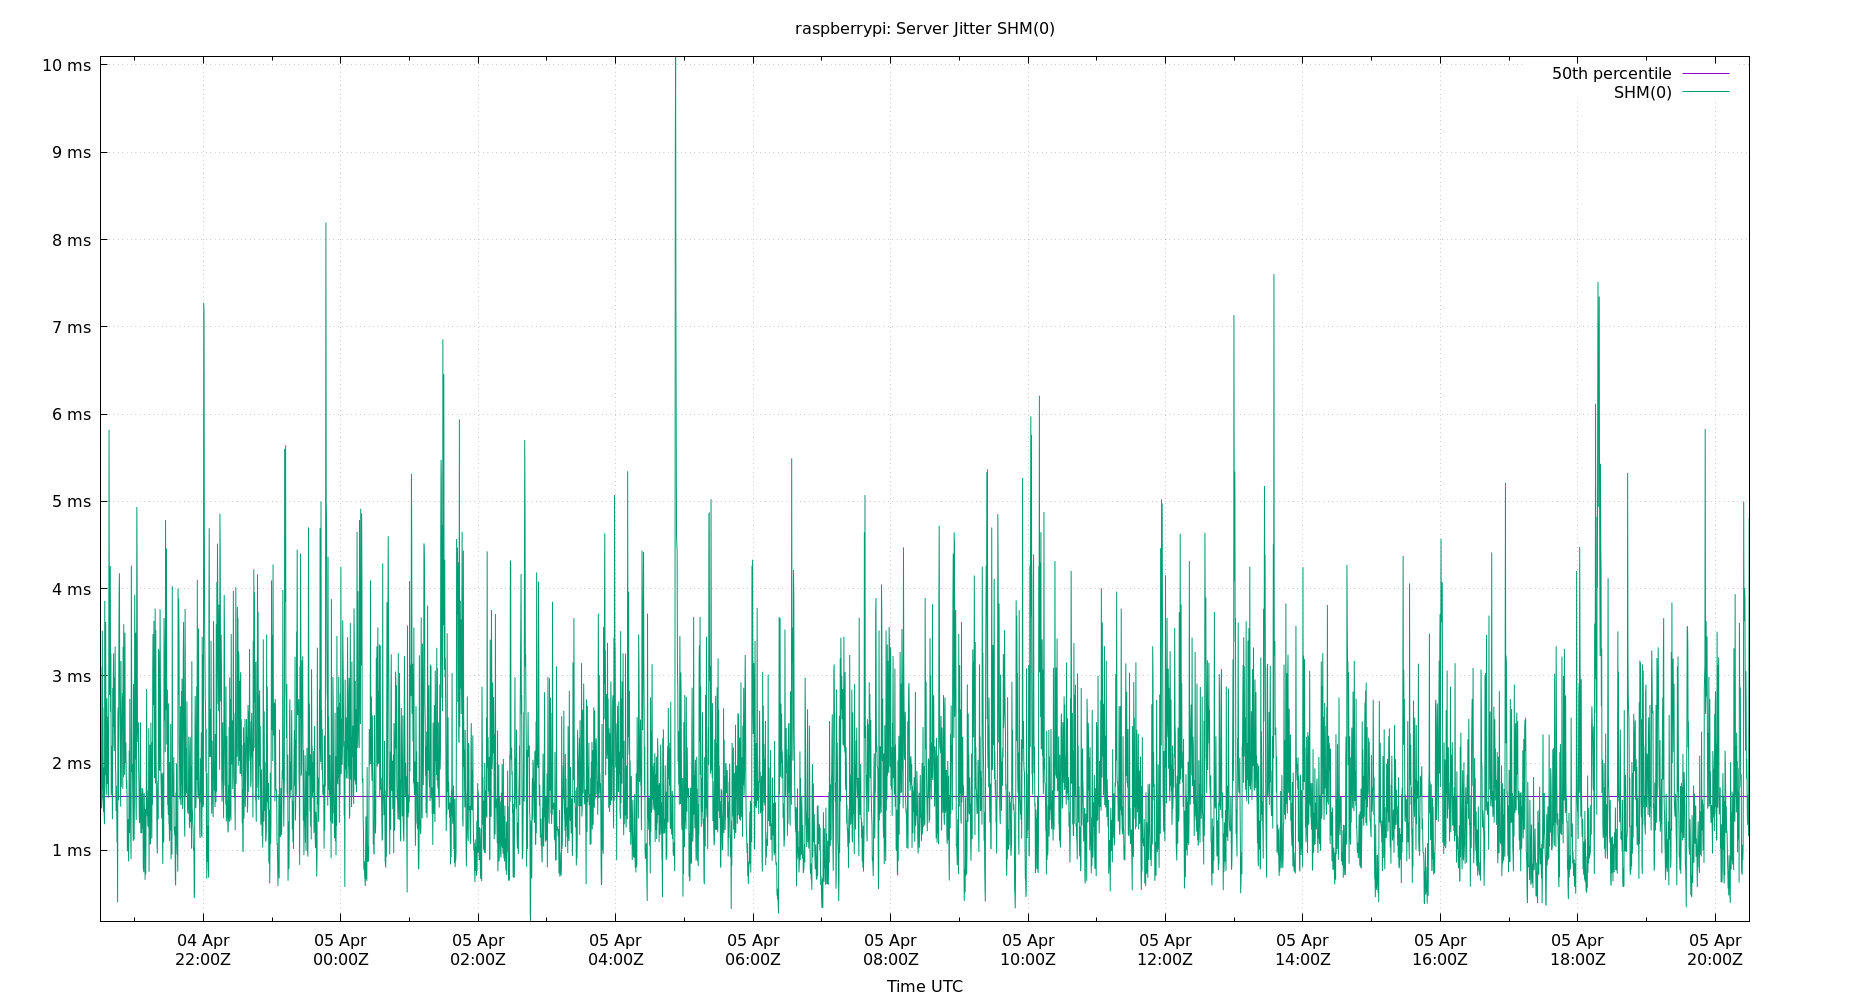 raspberrypi: Server Jitter SHM(0)
10 ms
9 ms
8 ms
7 ms
6 ms
5 ms
4 ms
3 ms
2 ms
1 ms
50th percentile
SHM(0)
04 Apr
22:00Z
05 Apr
00:00Z
05 Apr
02:00Z
05 Apr
04:00Z
05 Apr
06:00Z
05 Apr
08:00Z
05 Apr
10:00Z
05 Apr
12:00Z
05 Apr
14:00Z
05 Apr
16:00Z
05 Apr
18:00Z
05 Apr
20:00Z
Time UTC